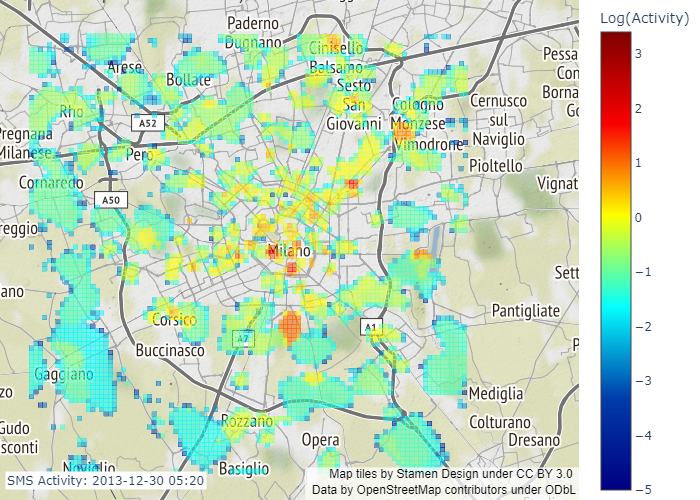 Log(Activity)
Paderno
Dugnano
Cinisello
Balsamo
Arese
Bollate
Sesto
San
Giovanni
Cologno
Monzese
Vimodrone
Cernusco
sul
Naviglio
Pioltello
Pessa
Con
Borna
Go
Rho
A52
Pregnana
Milanese
Pero
Cornaredo
A50
Vignat
reggio
Milano
Sett
ano
Pantigliate
Corsico
A7
A1
Buccinasco
P
Gaggiano
Mediglia
zo
Rozzano
Colturano
Dresano
Gudo
sconti
Opera
Noviglio
Basiglio
SMS Activity: 2013-12-30 05:20
Map tiles by Stamen Design under CC BY 3.0
Data by OpenStreetMap contributors under ODbL
3
2
1
0
−1
−2
−3
−4
−5